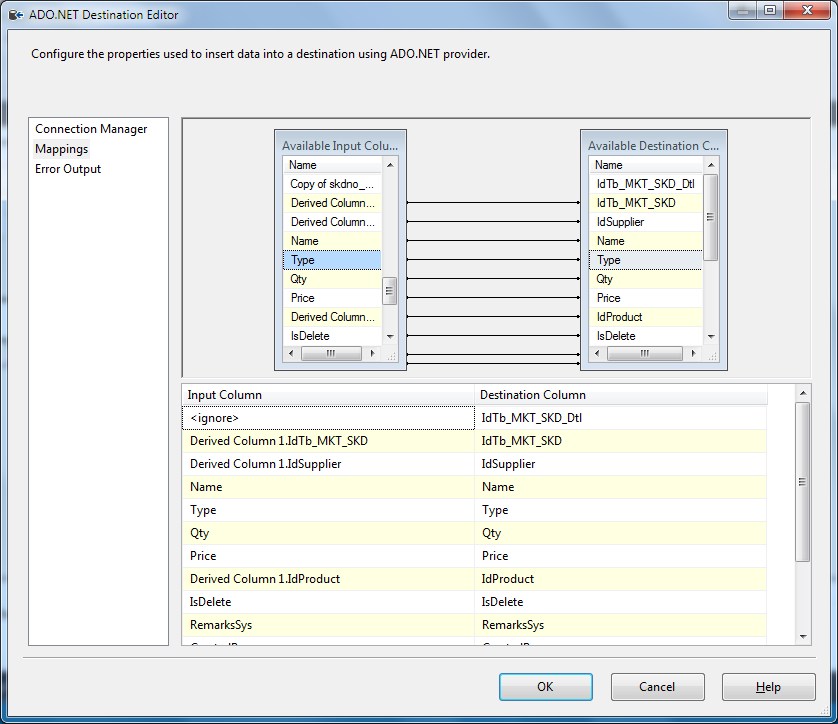 ADO.NET Destination Editor
Configure the properties used to insert data into a destination using ADO.NET provider.
Connection Manager
Mappings
Error Output
Available Input Colu...
Name
Copy of skdno_...
Derived Column...
Derived Column...
Name
Type
Qty
Price
Derived Column...
IsDelete
Available Destination C...
Name
IdTb_MKT_SKD_Dtl
IdTb_MKT_SKD
IdSupplier
Name
Type
Qty
Price
IdProduct
IsDelete
Input Column Destination Column
<ignore> IdTb_MKT_SKD_Dtl
Derived Column 1.IdTb_MKT_SKD IdTb_MKT_SKD
Derived Column 1.IdSupplier IdSupplier
Name Name
Type Type
Qty Qty
Price Price
Derived Column 1.IdProduct IdProduct
IsDelete IsDelete
RemarksSys RemarksSys
OK Cancel Help